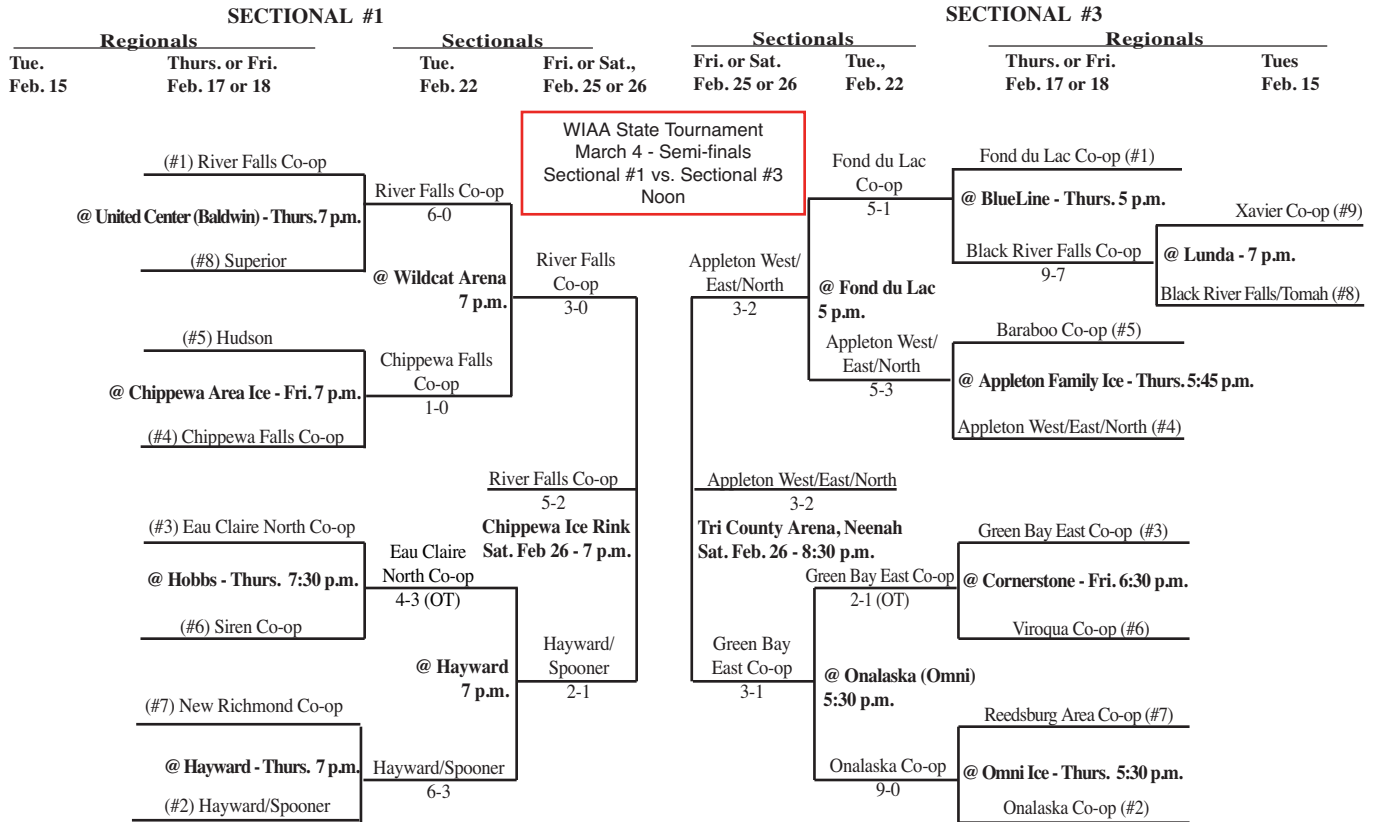 SECTIONAL #1
Regionals
Sectionals
Tue.
Feb. 15
Thurs. or Fri.
Feb. 17 or 18
Tue.
Feb. 22
Fri. or Sat.,
Feb. 25 or 26
(#1) River Falls Co-op
@ United Center (Baldwin) - Thurs. 7 p.m.
(#8) Superior
River Falls Co-op
6-0
@ Wildcat Arena
7 p.m.
(#5) Hudson
@ Chippewa Area Ice - Fri. 7 p.m.
(#4) Chippewa Falls Co-op
Chippewa Falls
Co-op
1-0
River Falls
Co-op
3-0
River Falls Co-op
5-2
Chippewa Ice Rink
Sat. Feb 26 - 7 p.m.
(#3) Eau Claire North Co-op
@ Hobbs - Thurs. 7:30 p.m.
(#6) Siren Co-op
Eau Claire
North Co-op
4-3 (OT)
@ Hayward
7 p.m.
Hayward/
Spooner
2-1
(#7) New Richmond Co-op
@ Hayward - Thurs. 7 p.m.
(#2) Hayward/Spooner
Hayward/Spooner
6-3
WIAA State Tournament
March 4 - Semi-finals
Sectional #1 vs. Sectional #3
Noon
SECTIONAL #3
Sectionals
Regionals
Fri. or Sat.
Feb. 25 or 26
Tue.,
Feb. 22
Thurs. or Fri.
Feb. 17 or 18
Tues
Feb. 15
Fond du Lac
Co-op
5-1
Fond du Lac Co-op (#1)
@ BlueLine - Thurs. 5 p.m.
Black River Falls Co-op
9-7
Xavier Co-op (#9)
@ Lunda - 7 p.m.
Black River Falls/Tomah (#8)
Appleton West/
East/North
3-2
@ Fond du Lac
5 p.m.
Appleton West/
East/North
5-3
Baraboo Co-op (#5)
@ Appleton Family Ice - Thurs. 5:45 p.m.
Appleton West/East/North (#4)
Appleton West/East/North
3-2
Tri County Arena, Neenah
Sat. Feb. 26 - 8:30 p.m.
Green Bay East Co-op
2-1 (OT)
Green Bay East Co-op (#3)
@ Cornerstone - Fri. 6:30 p.m.
Viroqua Co-op (#6)
Green Bay
East Co-op
3-1
@ Onalaska (Omni)
5:30 p.m.
Onalaska Co-op
9-0
Reedsburg Area Co-op (#7)
@ Omni Ice - Thurs. 5:30 p.m.
Onalaska Co-op (#2)